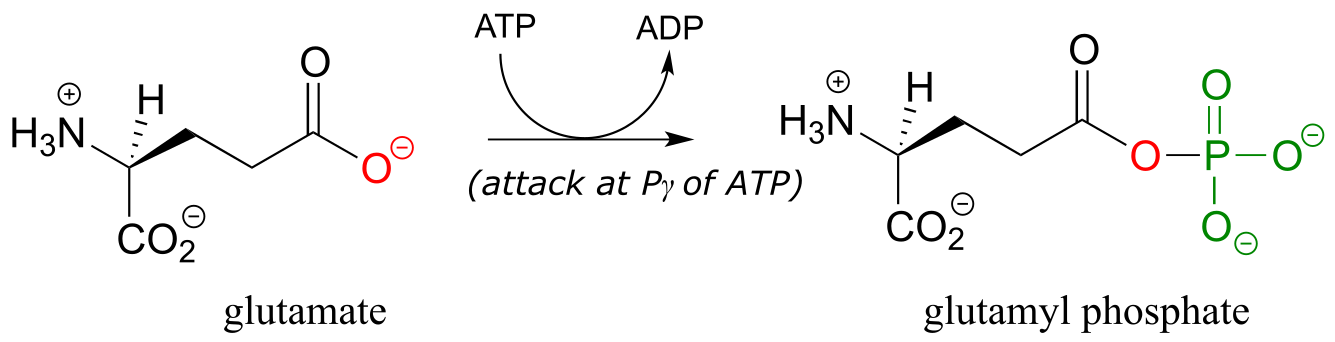 ATP ADP
O O O
H H
⊕ ⊕
H₃N H₃N
O⊖ O P O⊖
(attack at Pγ of ATP)
CO₂⊖ CO₂⊖ O⊖
glutamate glutamyl phosphate